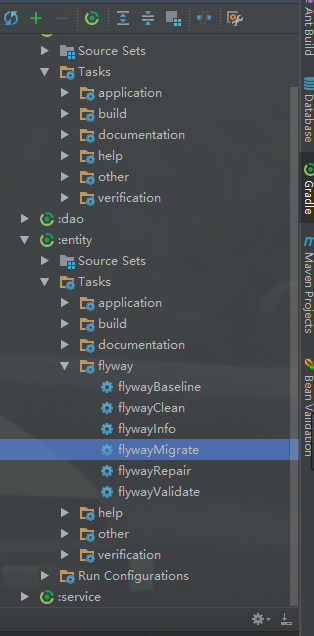 Source Sets
Tasks
application
build
documentation
help
other
verification
:dao
:entity
Source Sets
Tasks
application
build
documentation
flyway
flywayBaseline
flywayClean
flywayInfo
flywayMigrate
flywayRepair
flywayValidate
help
other
verification
Run Configurations
:service
Ant Build
Database
Gradle
Maven Projects
Bean Validation